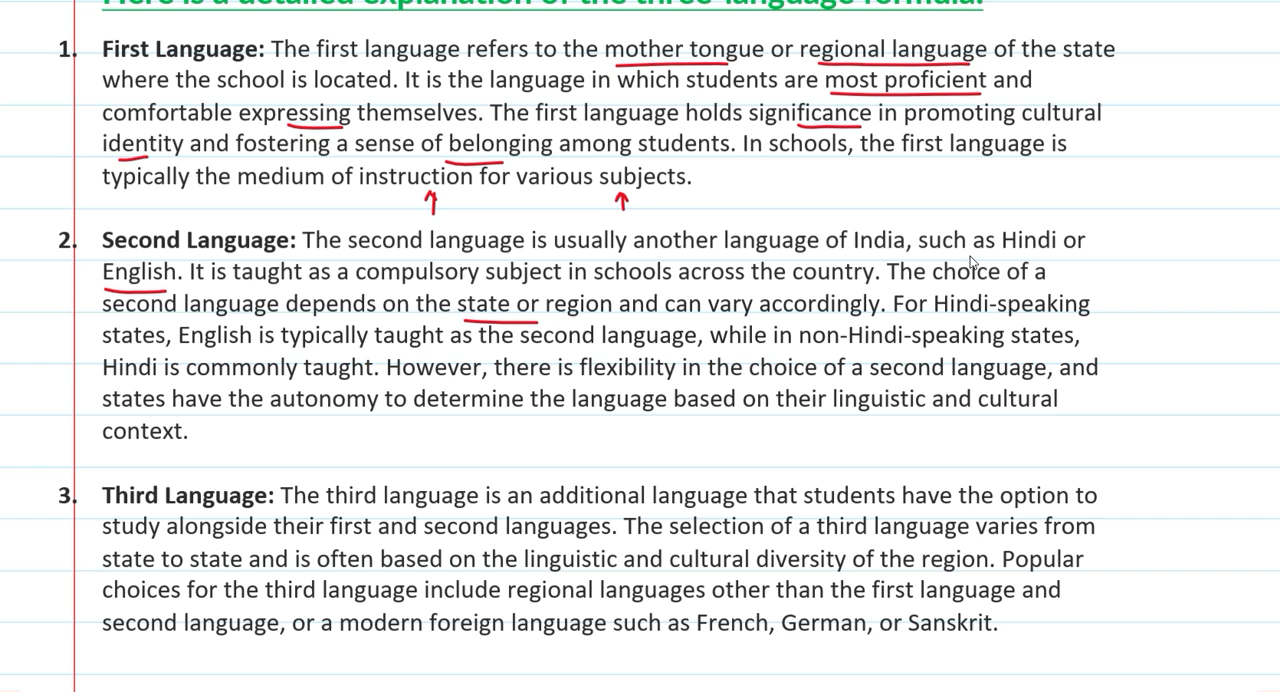 Here is a detailed explanation of the three-language formula:
1. First Language: The first language refers to the mother tongue or regional language of the state
where the school is located. It is the language in which students are most proficient and
comfortable expressing themselves. The first language holds significance in promoting cultural
identity and fostering a sense of belonging among students. In schools, the first language is
typically the medium of instruction for various subjects.
2. Second Language: The second language is usually another language of India, such as Hindi or
English. It is taught as a compulsory subject in schools across the country. The choice of a
second language depends on the state or region and can vary accordingly. For Hindi-speaking
states, English is typically taught as the second language, while in non-Hindi-speaking states,
Hindi is commonly taught. However, there is flexibility in the choice of a second language, and
states have the autonomy to determine the language based on their linguistic and cultural
context.
3. Third Language: The third language is an additional language that students have the option to
study alongside their first and second languages. The selection of a third language varies from
state to state and is often based on the linguistic and cultural diversity of the region. Popular
choices for the third language include regional languages other than the first language and
second language, or a modern foreign language such as French, German, or Sanskrit.